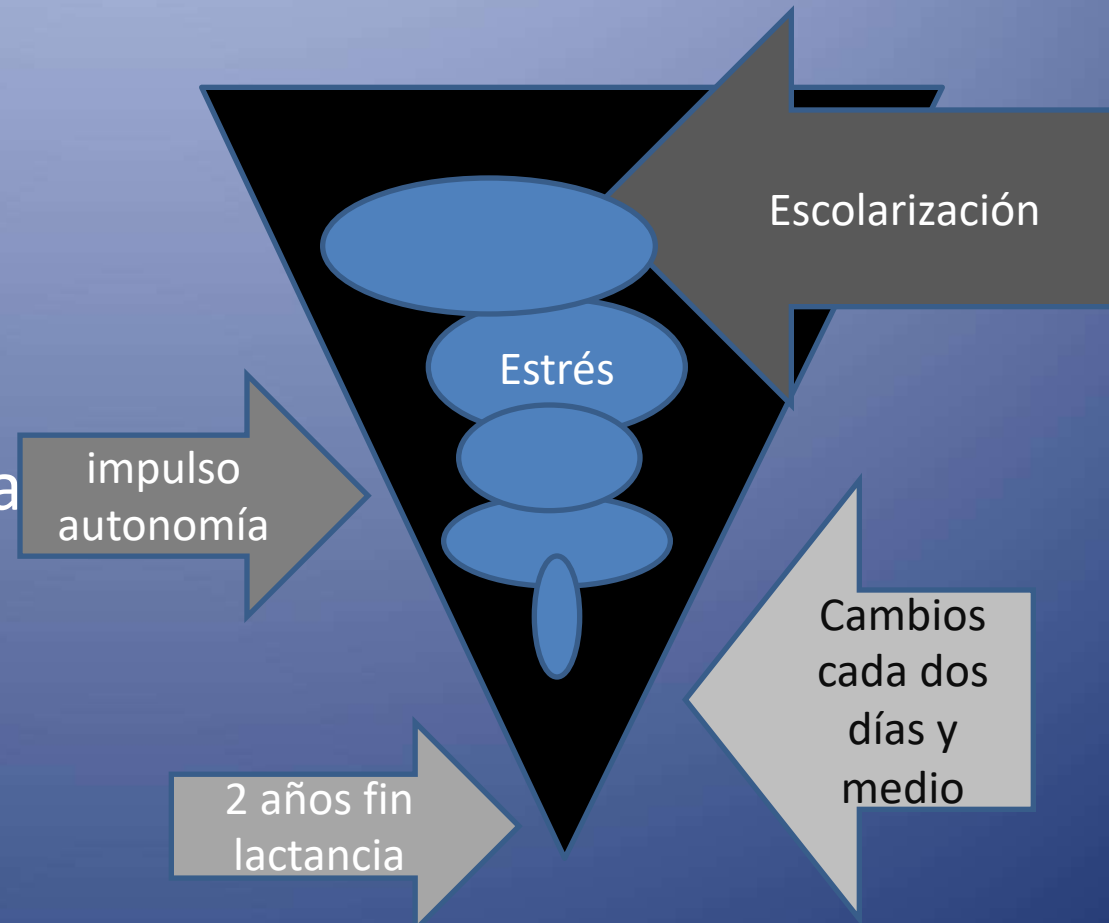 Escolarización
Estrés
a
impulso
autonomía
Cambios
cada dos
días y
medio
2 años fin
lactancia